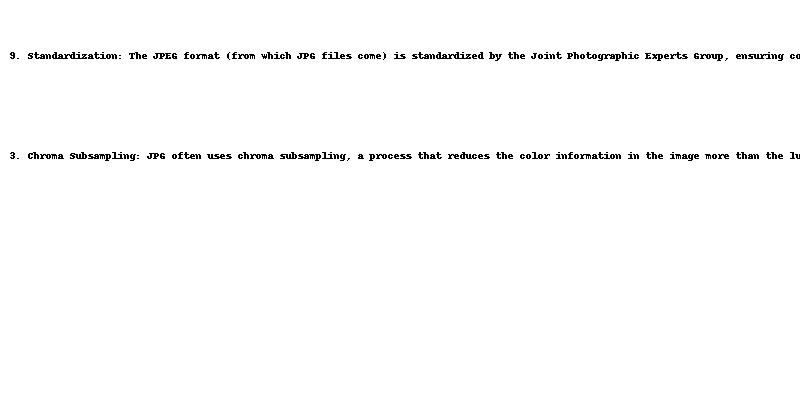 9. Standardization: The JPEG format (from which JPG files come) is standardized by the Joint Photographic Experts Group, ensuring co
3. Chroma Subsampling: JPG often uses chroma subsampling, a process that reduces the color information in the image more than the lu